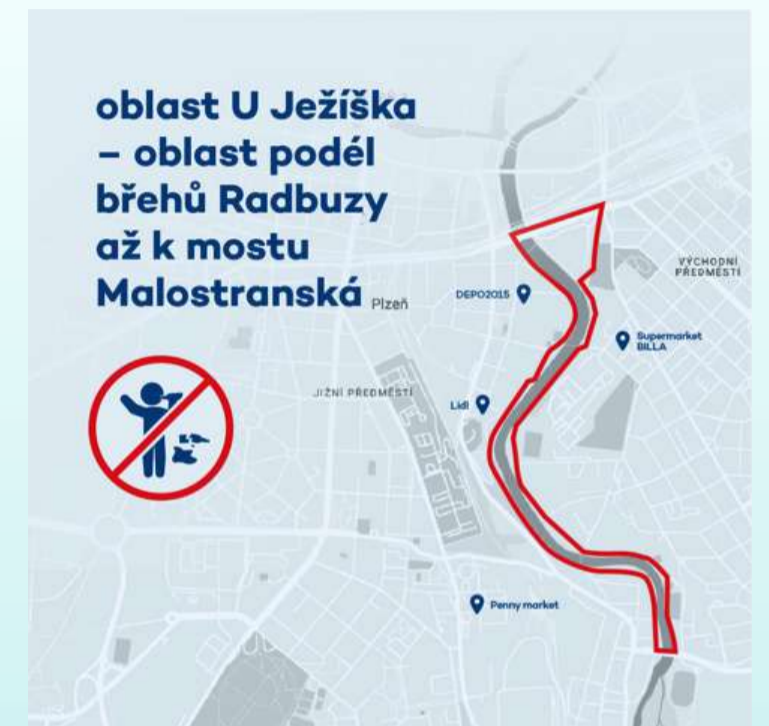 oblast U Ježíška
– oblast podél
břehů Radbuzy
až k mostu
Malostranská
Plzeň
VÝCHODNÍ
PŘEDMĚSTÍ
DEPO2015
Supermarket
BILLA
JIŽNÍ PŘEDMĚSTÍ
Lidl
Penny market